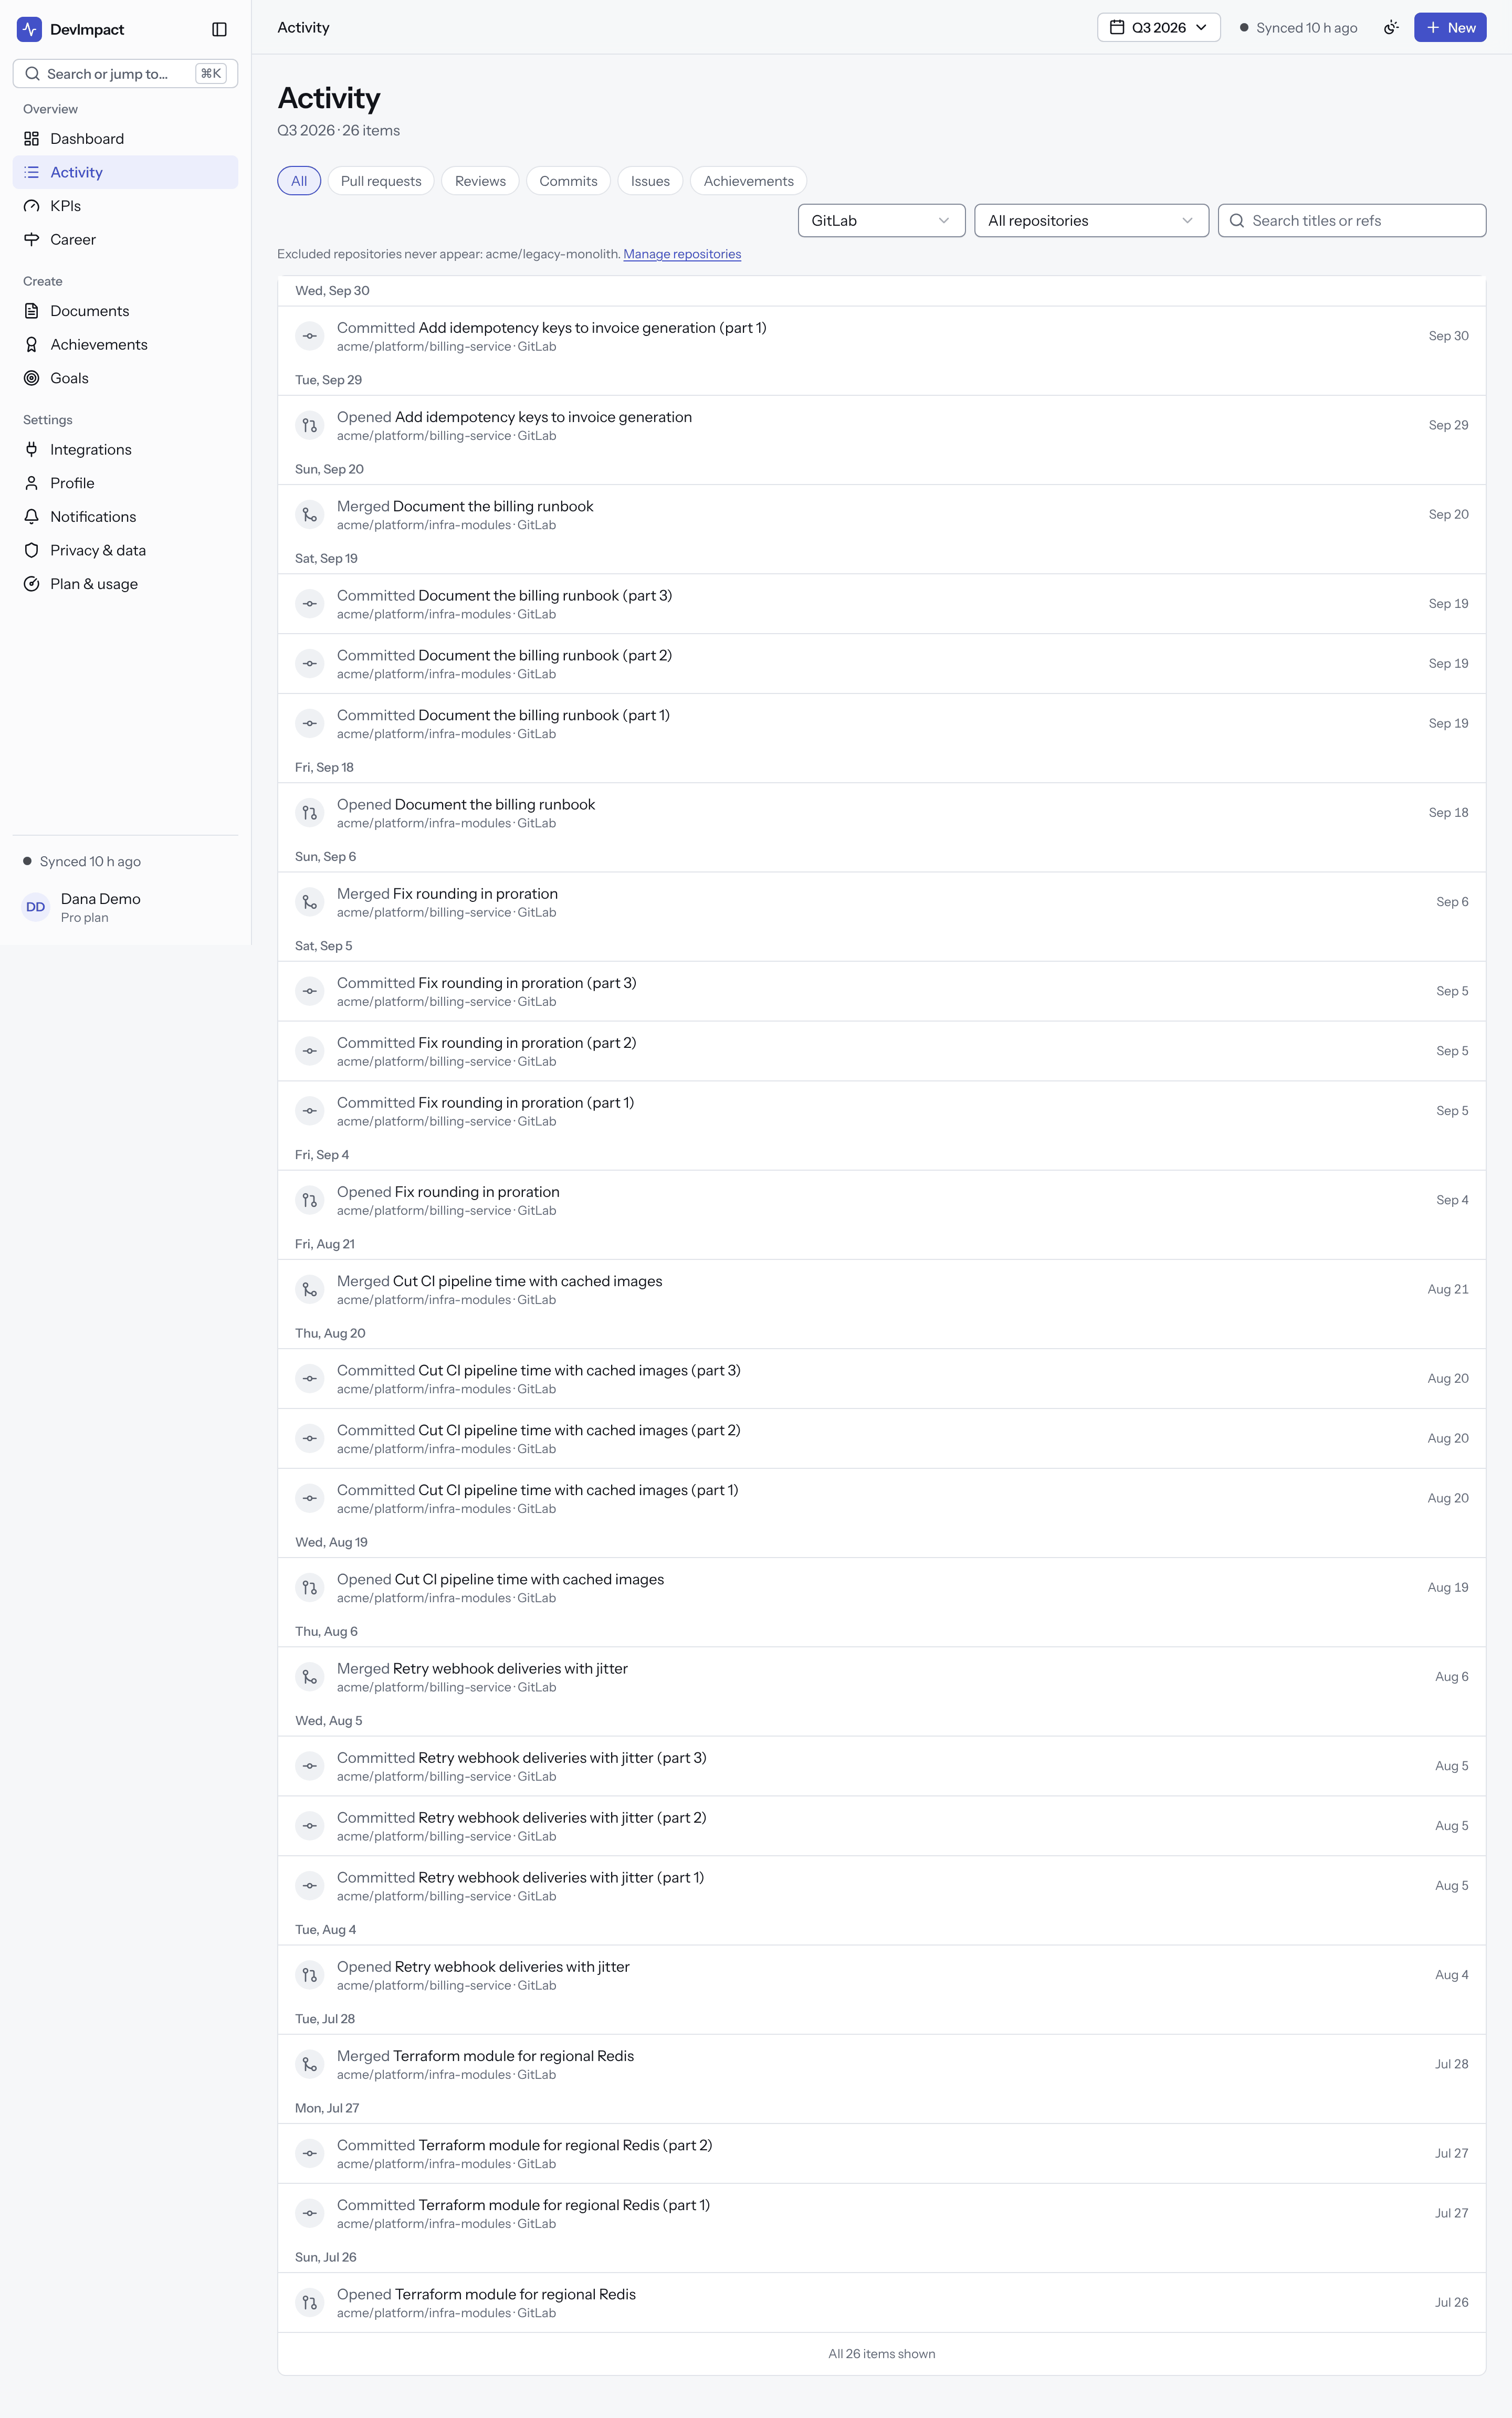 DevImpact
Search or jump to...
⌘K
Overview
Dashboard
Activity
KPIs
Career
Create
Documents
Achievements
Goals
Settings
Integrations
Profile
Notifications
Privacy & data
Plan & usage
Synced 10 h ago
DD
Dana Demo
Pro plan
Activity
Q3 2026
Synced 10 h ago
New
Activity
Q3 2026 · 26 items
All
Pull requests
Reviews
Commits
Issues
Achievements
GitLab
All repositories
Search titles or refs
Excluded repositories never appear: acme/legacy-monolith. Manage repositories
Wed, Sep 30
Committed Add idempotency keys to invoice generation (part 1)
Sep 30
acme/platform/billing-service · GitLab
Tue, Sep 29
Opened Add idempotency keys to invoice generation
Sep 29
acme/platform/billing-service · GitLab
Sun, Sep 20
Merged Document the billing runbook
Sep 20
acme/platform/infra-modules · GitLab
Sat, Sep 19
Committed Document the billing runbook (part 3)
Sep 19
acme/platform/infra-modules · GitLab
Committed Document the billing runbook (part 2)
Sep 19
acme/platform/infra-modules · GitLab
Committed Document the billing runbook (part 1)
Sep 19
acme/platform/infra-modules · GitLab
Fri, Sep 18
Opened Document the billing runbook
Sep 18
acme/platform/infra-modules · GitLab
Sun, Sep 6
Merged Fix rounding in proration
Sep 6
acme/platform/billing-service · GitLab
Sat, Sep 5
Committed Fix rounding in proration (part 3)
Sep 5
acme/platform/billing-service · GitLab
Committed Fix rounding in proration (part 2)
Sep 5
acme/platform/billing-service · GitLab
Committed Fix rounding in proration (part 1)
Sep 5
acme/platform/billing-service · GitLab
Fri, Sep 4
Opened Fix rounding in proration
Sep 4
acme/platform/billing-service · GitLab
Fri, Aug 21
Merged Cut CI pipeline time with cached images
Aug 21
acme/platform/infra-modules · GitLab
Thu, Aug 20
Committed Cut CI pipeline time with cached images (part 3)
Aug 20
acme/platform/infra-modules · GitLab
Committed Cut CI pipeline time with cached images (part 2)
Aug 20
acme/platform/infra-modules · GitLab
Committed Cut CI pipeline time with cached images (part 1)
Aug 20
acme/platform/infra-modules · GitLab
Wed, Aug 19
Opened Cut CI pipeline time with cached images
Aug 19
acme/platform/infra-modules · GitLab
Thu, Aug 6
Merged Retry webhook deliveries with jitter
Aug 6
acme/platform/billing-service · GitLab
Wed, Aug 5
Committed Retry webhook deliveries with jitter (part 3)
Aug 5
acme/platform/billing-service · GitLab
Committed Retry webhook deliveries with jitter (part 2)
Aug 5
acme/platform/billing-service · GitLab
Committed Retry webhook deliveries with jitter (part 1)
Aug 5
acme/platform/billing-service · GitLab
Tue, Aug 4
Opened Retry webhook deliveries with jitter
Aug 4
acme/platform/billing-service · GitLab
Tue, Jul 28
Merged Terraform module for regional Redis
Jul 28
acme/platform/infra-modules · GitLab
Mon, Jul 27
Committed Terraform module for regional Redis (part 2)
Jul 27
acme/platform/infra-modules · GitLab
Committed Terraform module for regional Redis (part 1)
Jul 27
acme/platform/infra-modules · GitLab
Sun, Jul 26
Opened Terraform module for regional Redis
Jul 26
acme/platform/infra-modules · GitLab
All 26 items shown